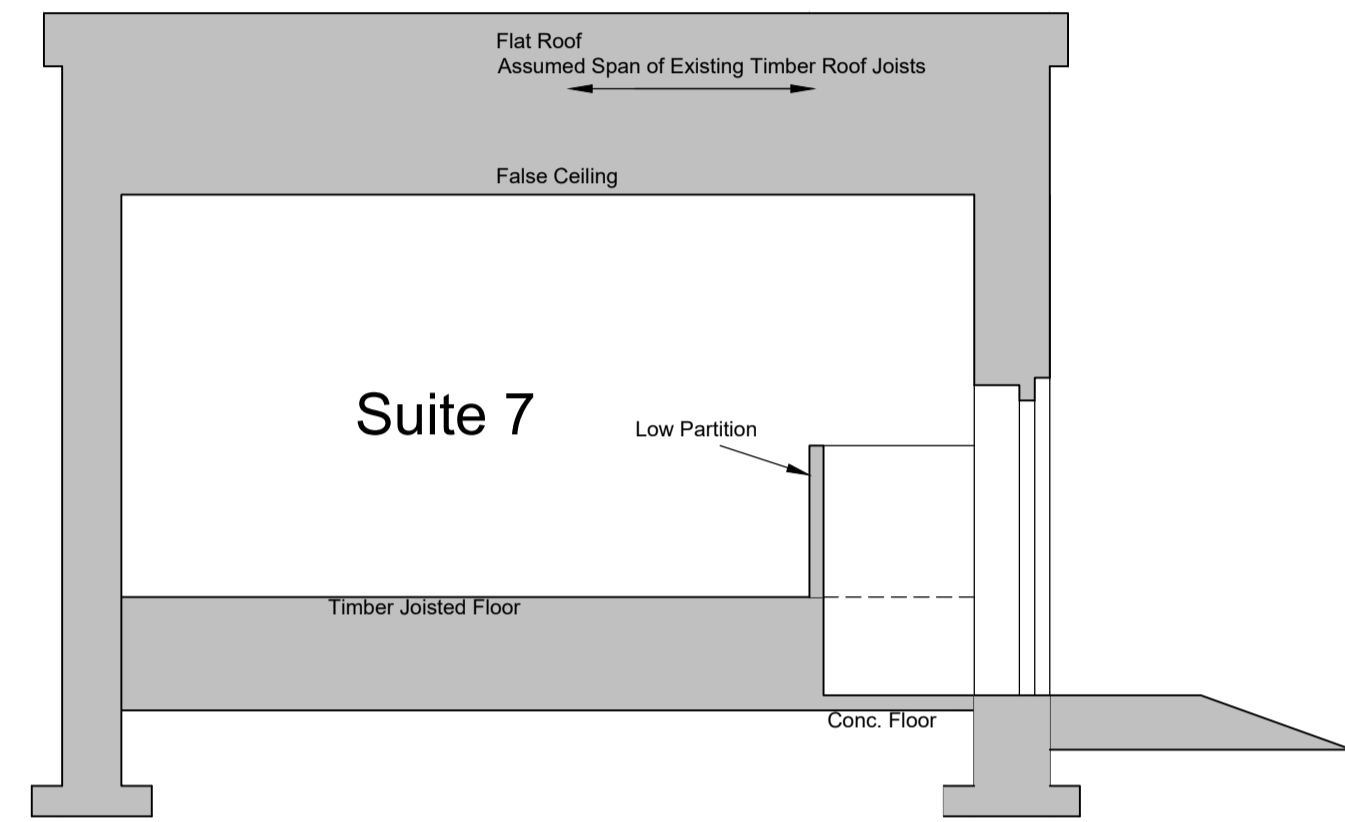 Flat Roof
Assumed Span of Existing Timber Roof Joists
False Ceiling
Suite 7
Low Partition
Timber Joisted Floor
Conc. Floor